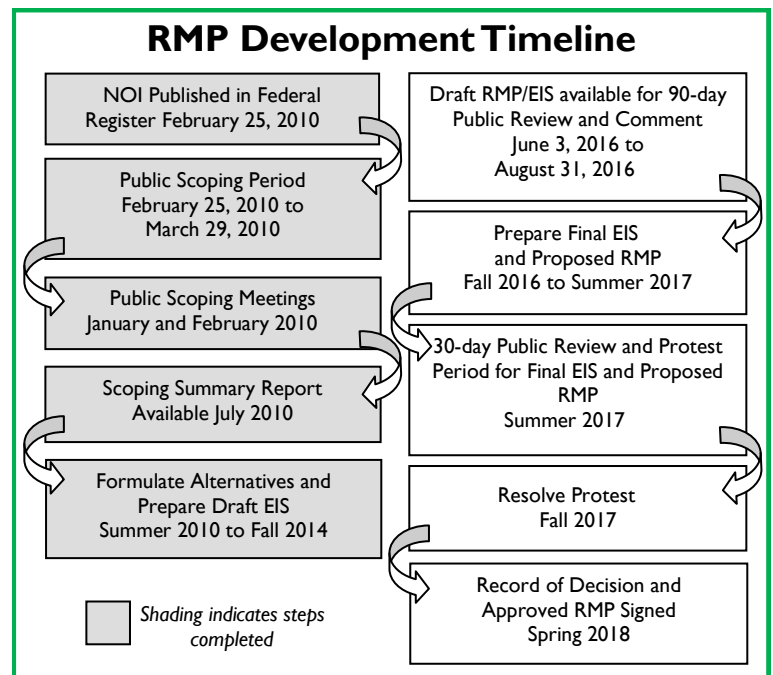 RMP Development Timeline
NOI Published in Federal
Register February 25, 2010
Public Scoping Period
February 25, 2010 to
March 29, 2010
Public Scoping Meetings
January and February 2010
Scoping Summary Report
Available July 2010
Formulate Alternatives and
Prepare Draft EIS
Summer 2010 to Fall 2014
Shading indicates steps
completed
Draft RMP/EIS available for 90-day
Public Review and Comment
June 3, 2016 to
August 31, 2016
Prepare Final EIS
and Proposed RMP
Fall 2016 to Summer 2017
30-day Public Review and Protest
Period for Final EIS and Proposed
RMP
Summer 2017
Resolve Protest
Fall 2017
Record of Decision and
Approved RMP Signed
Spring 2018